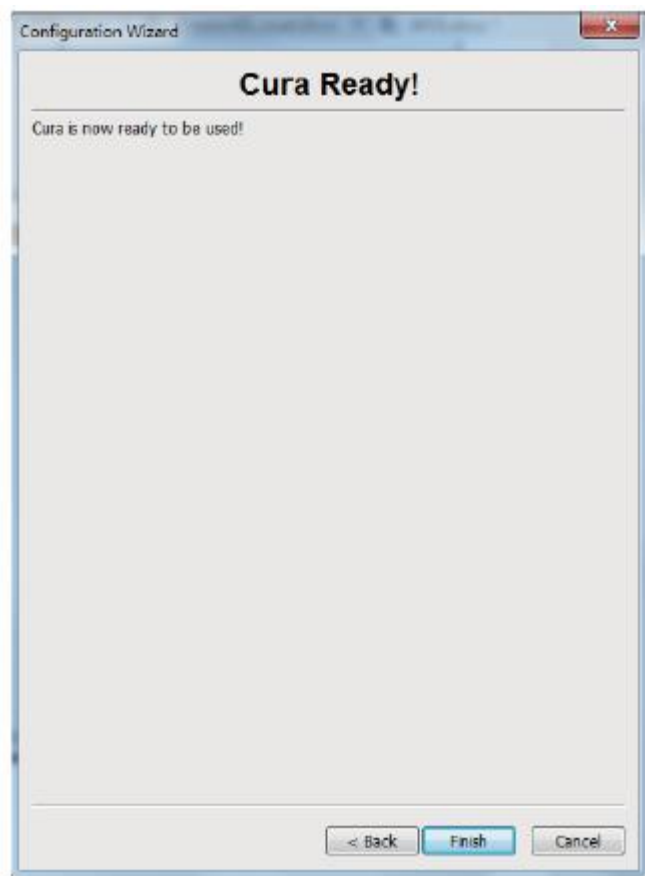 Configuration Wizard
Cura Ready!
Cura is now ready to be used!
< Back
Finish
Cancel